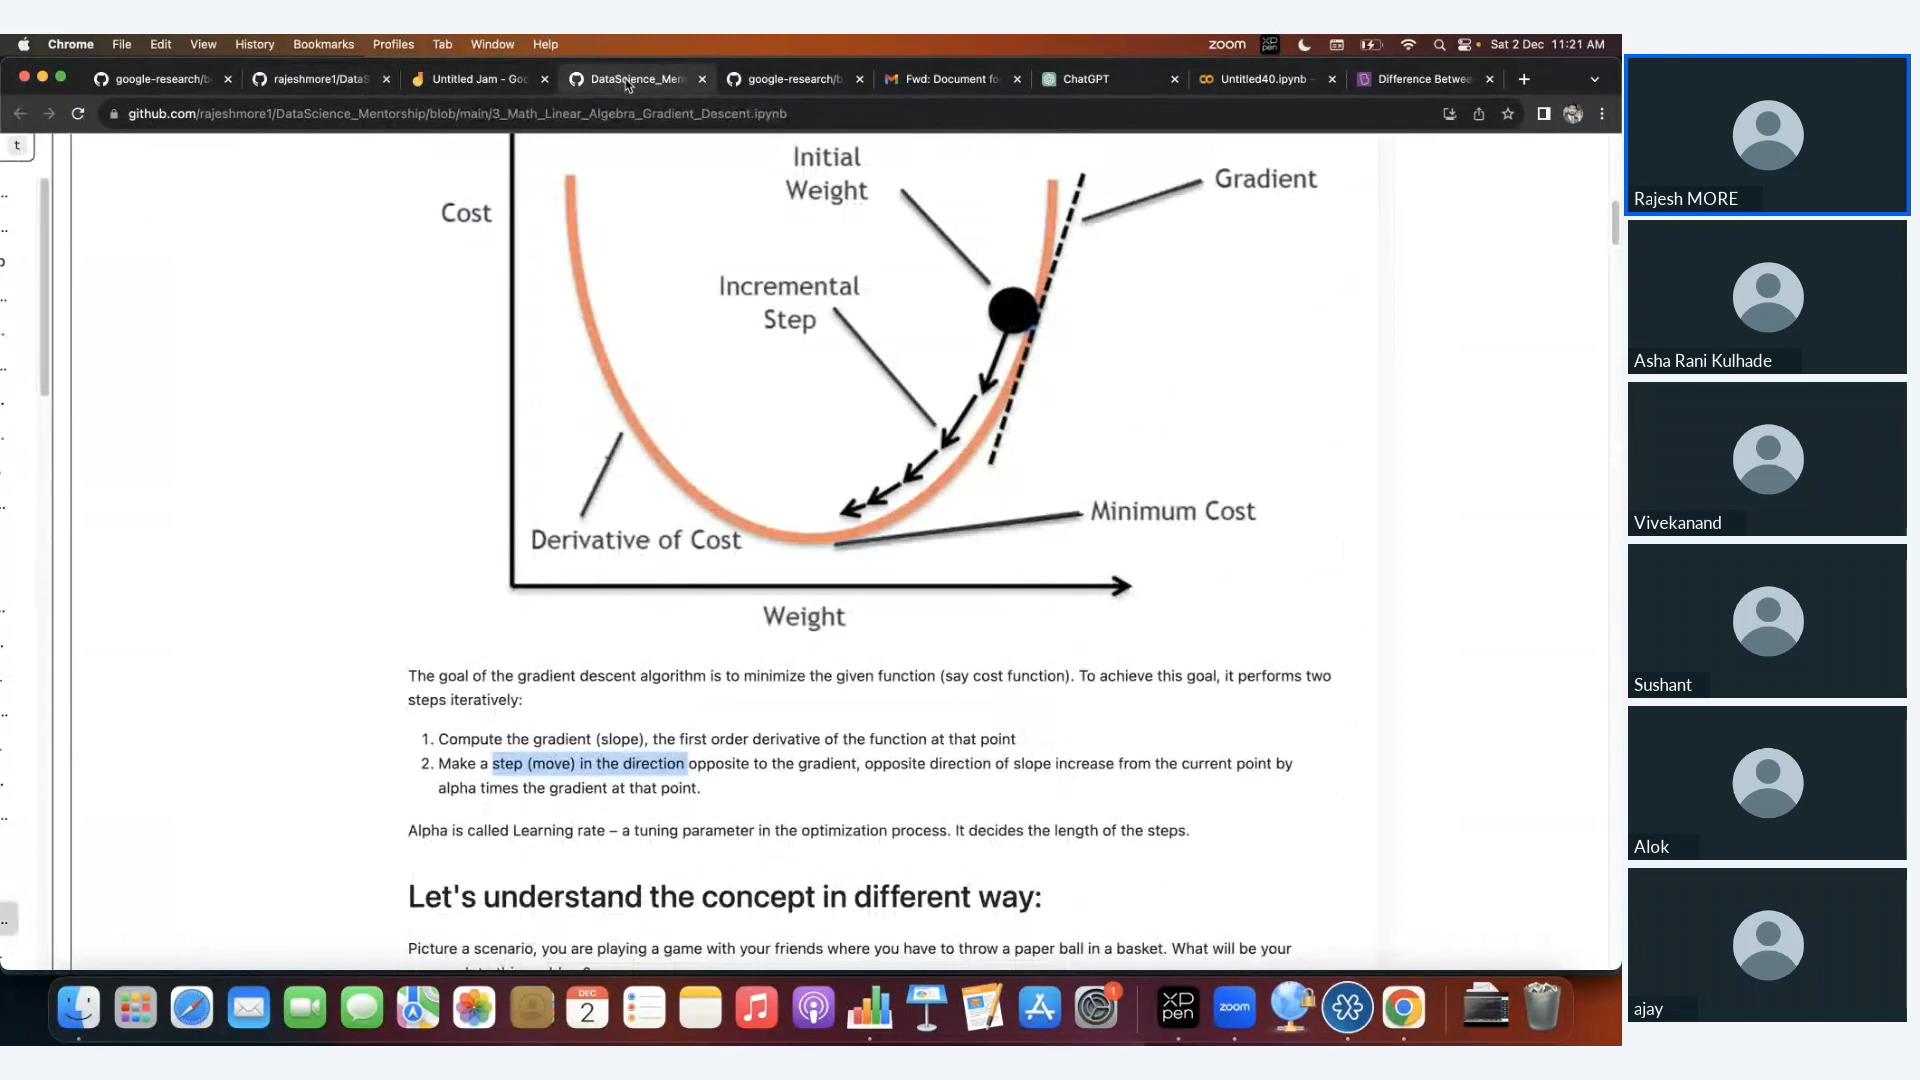 Chrome File Edit View History Bookmarks Profiles Tab Window Help
zoom XP pen Sat 2 Dec 11:21 AM
google-research/b rajeshmore1/DataS Untitled Jam - Goo DataScience_Men google-research/b Fwd: Document fo ChatGPT Untitled40.ipynb - Difference Betwee
github.com/rajeshmore1/DataScience_Mentorship/blob/main/3_Math_Linear_Algebra_Gradient_Descent.ipynb
t
Initial
Weight
Gradient
Cost
Incremental
Step
Minimum Cost
Derivative of Cost
Weight
The goal of the gradient descent algorithm is to minimize the given function (say cost function). To achieve this goal, it performs two
steps iteratively:
1. Compute the gradient (slope), the first order derivative of the function at that point
2. Make a step (move) in the direction opposite to the gradient, opposite direction of slope increase from the current point by
alpha times the gradient at that point.
Alpha is called Learning rate – a tuning parameter in the optimization process. It decides the length of the steps.
Let's understand the concept in different way:
Picture a scenario, you are playing a game with your friends where you have to throw a paper ball in a basket. What will be your
DEC
2
1
XP
pen
zoom
Rajesh MORE
Asha Rani Kulhade
Vivekanand
Sushant
Alok
ajay